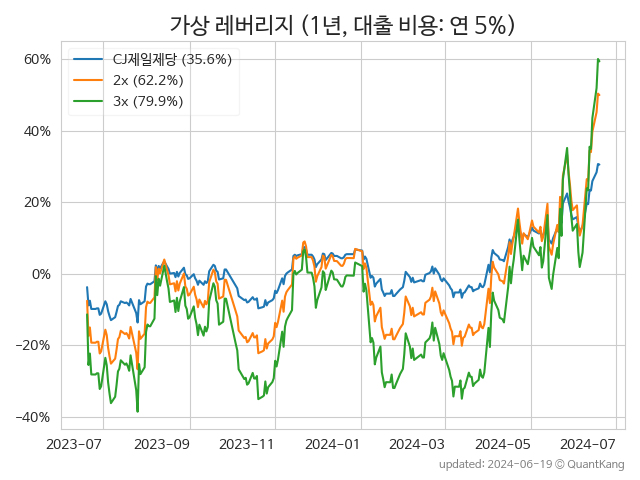 가상 레버리지 (1년, 대출 비용: 연 5%)
CJ제일제당 (35.6%)
2x (62.2%)
3x (79.9%)
60%
40%
20%
0%
−20%
−40%
2023-07 2023-09 2023-11 2024-01 2024-03 2024-05 2024-07
updated: 2024-06-19 © QuantKang